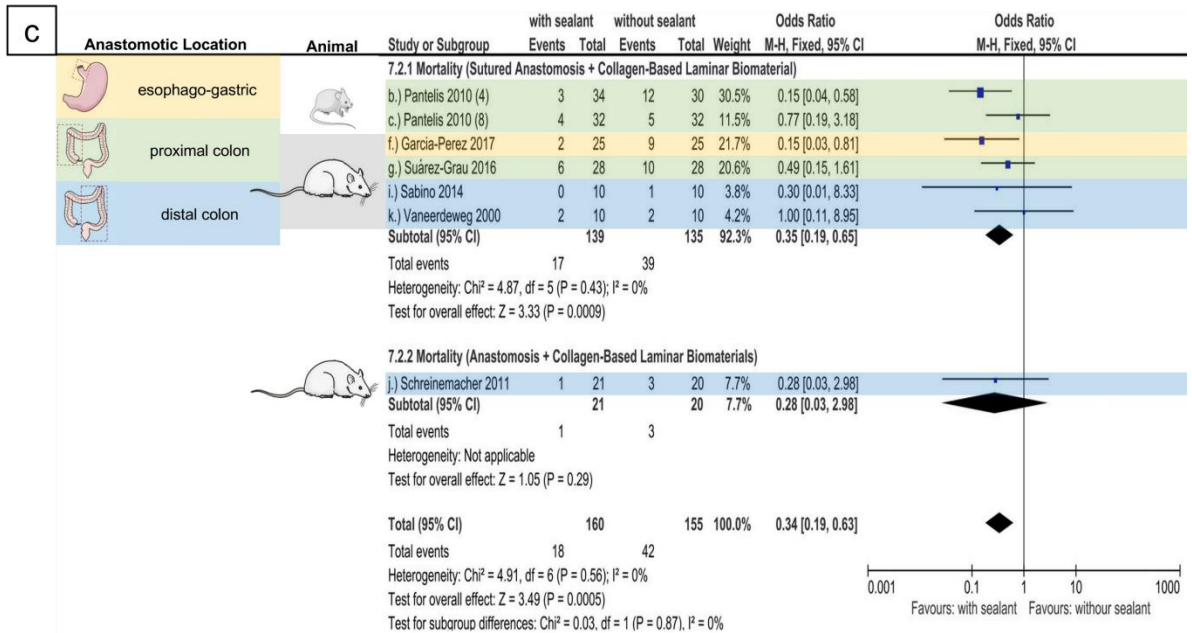 C
Anastomotic Location
Animal
esophago-gastric
proximal colon
distal colon
with sealant without sealant Odds Ratio Odds Ratio
Study or Subgroup Events Total Events Total Weight M-H, Fixed, 95% CI M-H, Fixed, 95% CI
7.2.1 Mortality (Sutured Anastomosis + Collagen-Based Laminar Biomaterial)
b.) Pantelis 2010 (4) 3 34 12 30 30.5% 0.15 [0.04, 0.58]
c.) Pantelis 2010 (8) 4 32 5 32 11.5% 0.77 [0.19, 3.18]
f.) Garcia-Perez 2017 2 25 9 25 21.7% 0.15 [0.03, 0.81]
g.) Suárez-Grau 2016 6 28 10 28 20.6% 0.49 [0.15, 1.61]
i.) Sabino 2014 0 10 1 10 3.8% 0.30 [0.01, 8.33]
k.) Vaneerdeweg 2000 2 10 2 10 4.2% 1.00 [0.11, 8.95]
Subtotal (95% CI) 139 135 92.3% 0.35 [0.19, 0.65]
Total events 17 39
Heterogeneity: Chi² = 4.87, df = 5 (P = 0.43); I² = 0%
Test for overall effect: Z = 3.33 (P = 0.0009)
7.2.2 Mortality (Anastomosis + Collagen-Based Laminar Biomaterials)
j.) Schreinemacher 2011 1 21 3 20 7.7% 0.28 [0.03, 2.98]
Subtotal (95% CI) 21 20 7.7% 0.28 [0.03, 2.98]
Total events 1 3
Heterogeneity: Not applicable
Test for overall effect: Z = 1.05 (P = 0.29)
Total (95% CI) 160 155 100.0% 0.34 [0.19, 0.63]
Total events 18 42
Heterogeneity: Chi² = 4.91, df = 6 (P = 0.56); I² = 0%
Test for overall effect: Z = 3.49 (P = 0.0005)
Test for subgroup differences: Chi² = 0.03, df = 1 (P = 0.87), I² = 0%
0.001 0.1 1 10 1000
Favours: with sealant Favours: withour sealant